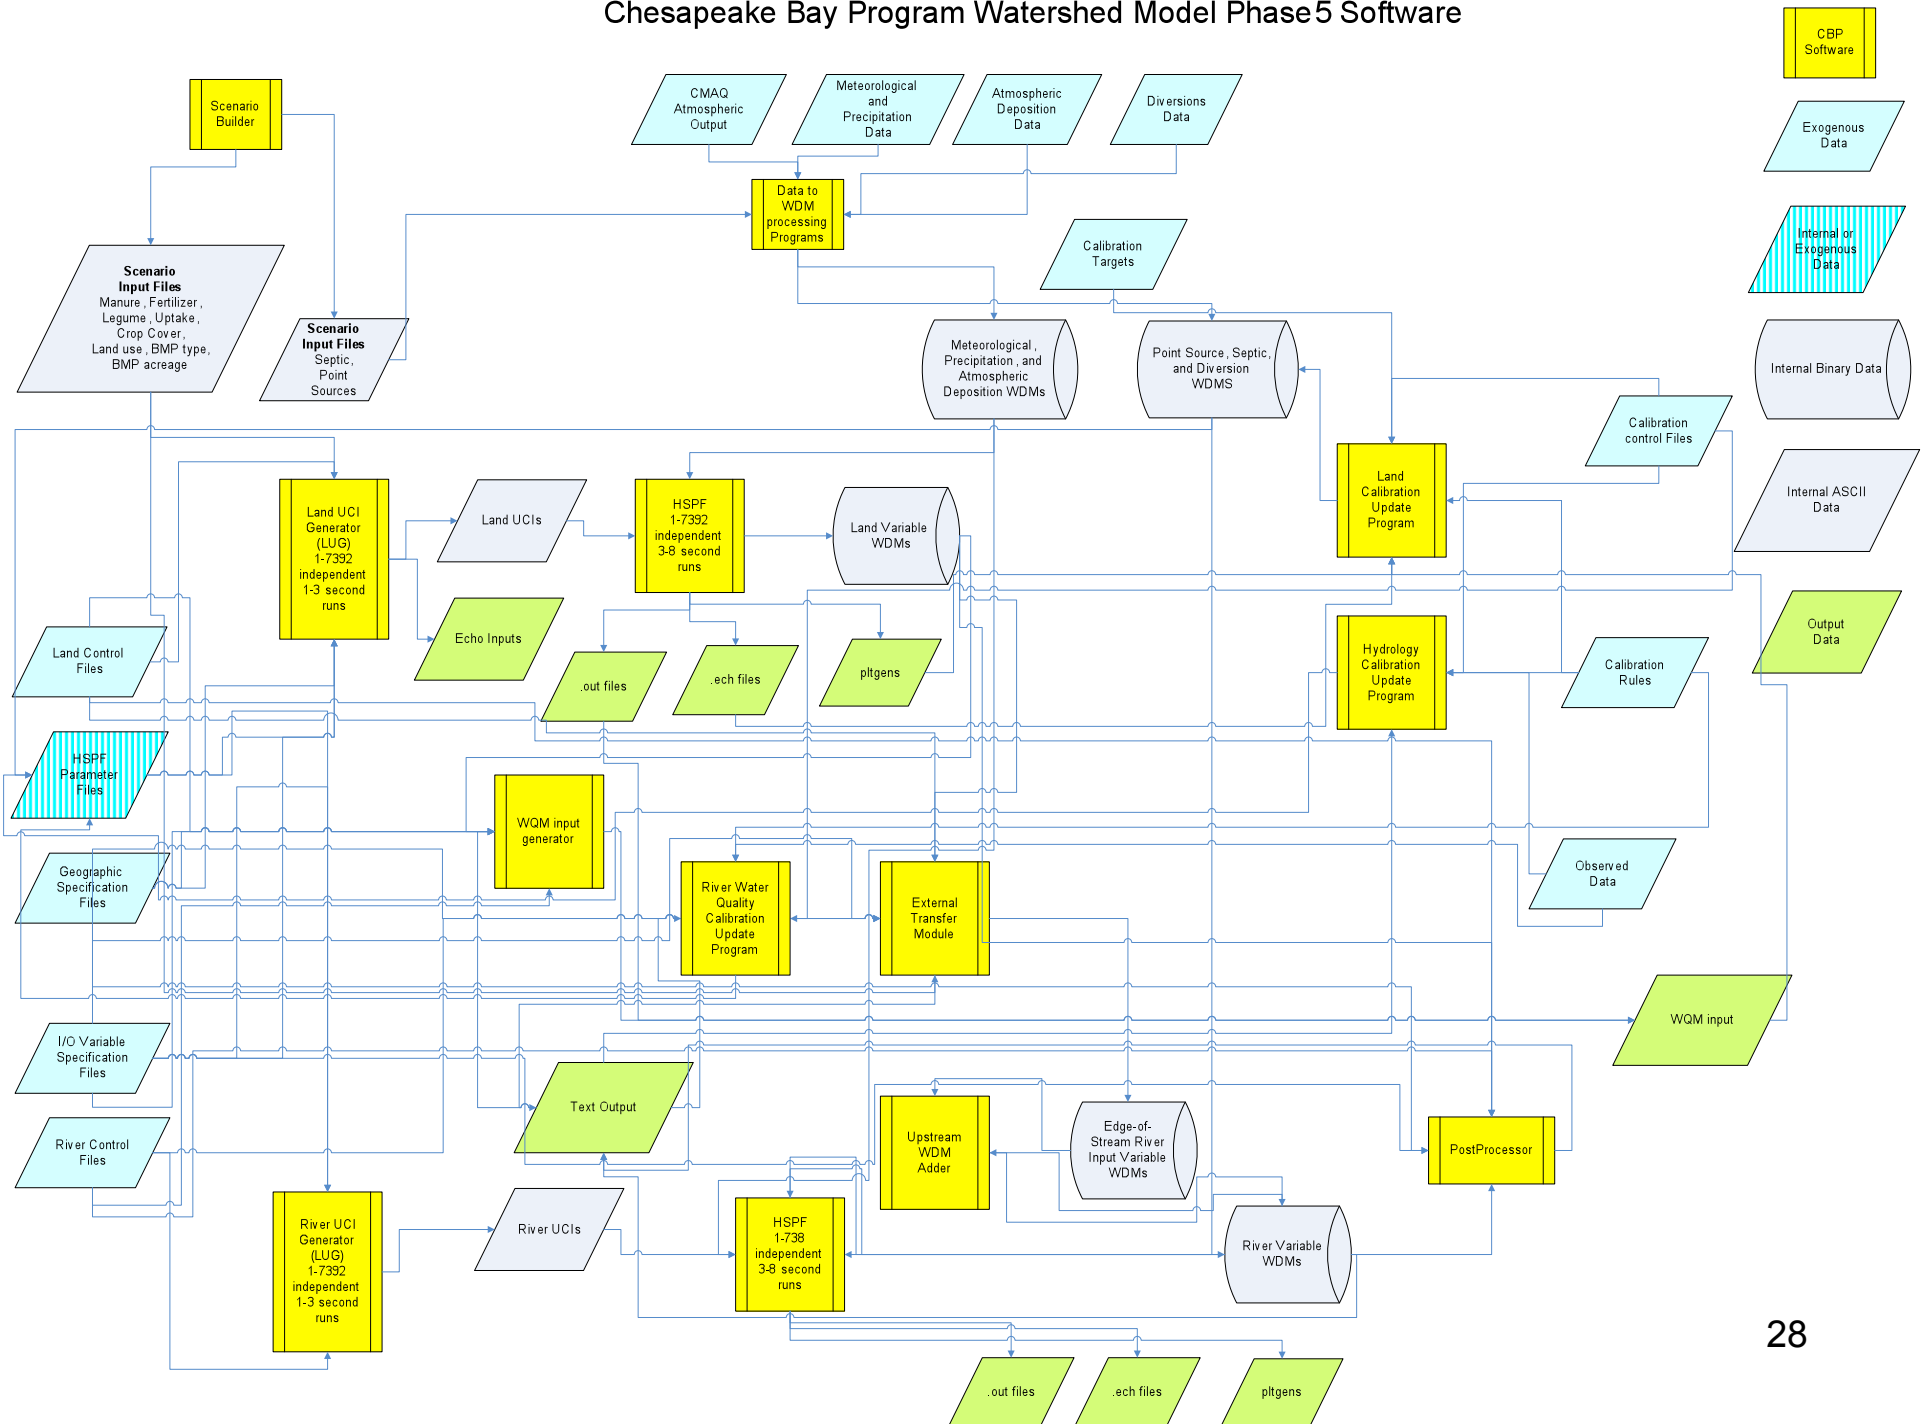 Chesapeake Bay Program Watershed Model Phase 5 Software
CBP
Software
Scenario
Builder
CMAQ
Atmospheric
Output
Meteorological
and
Precipitation
Data
Atmospheric
Deposition
Data
Diversions
Data
Exogenous
Data
Data to
WDM
processing
Programs
Calibration
Targets
Internal or
Exogenous
Data
Scenario
Input Files
Manure , Fertilizer ,
Legume , Uptake ,
Crop Cover ,
Land use , BMP type,
BMP acreage
Scenario
Input Files
Septic,
Point
Sources
Meteorological ,
Precipitation , and
Atmospheric
Deposition WDMs
Point Source , Septic,
and Diversion
WDMS
Internal Binary Data
Calibration
control Files
Land
Calibration
Update
Program
Internal ASCII
Data
Land UCI
Generator
(LUG)
1-7392
independent
1-3 second
runs
Land UCIs
HSPF
1-7392
independent
3-8 second
runs
Land Variable
WDMs
Echo Inputs
Output
Data
Land Control
Files
.out files
.ech files
pltgens
Hydrology
Calibration
Update
Program
Calibration
Rules
HSPF
Parameter
Files
WQM input
generator
Geographic
Specification
Files
River Water
Quality
Calibration
Update
Program
External
Transfer
Module
Observed
Data
I/O Variable
Specification
Files
WQM input
Text Output
River Control
Files
Upstream
WDM
Adder
Edge-of-
Stream River
Input Variable
WDMs
PostProcessor
River UCI
Generator
(LUG)
1-7392
independent
1-3 second
runs
River UCIs
HSPF
1-738
independent
3-8 second
runs
River Variable
WDMs
28
.out files
.ech files
pltgens